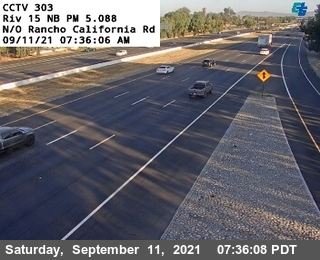 CCTV 303
Riv 15 NB PM 5.088
N/O Rancho California Rd
09/11/21 07:36:06 AM
Saturday, September 11, 2021 07:36:08 PDT